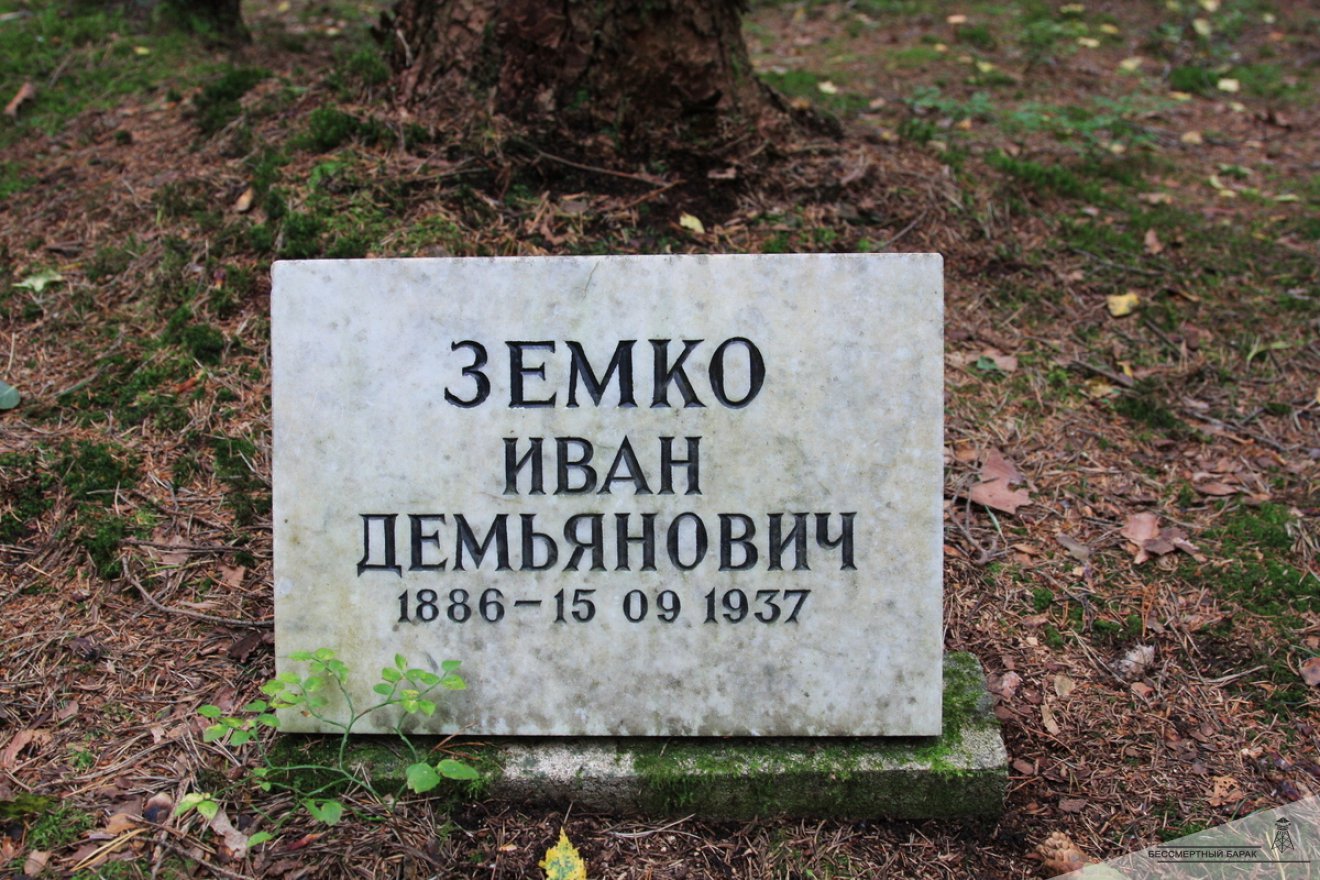 ЗЕМКО
ИВАН
ДЕМЬЯНОВИЧ
1886–15 09 1937
БЕССМЕРТНЫЙ БАРАК